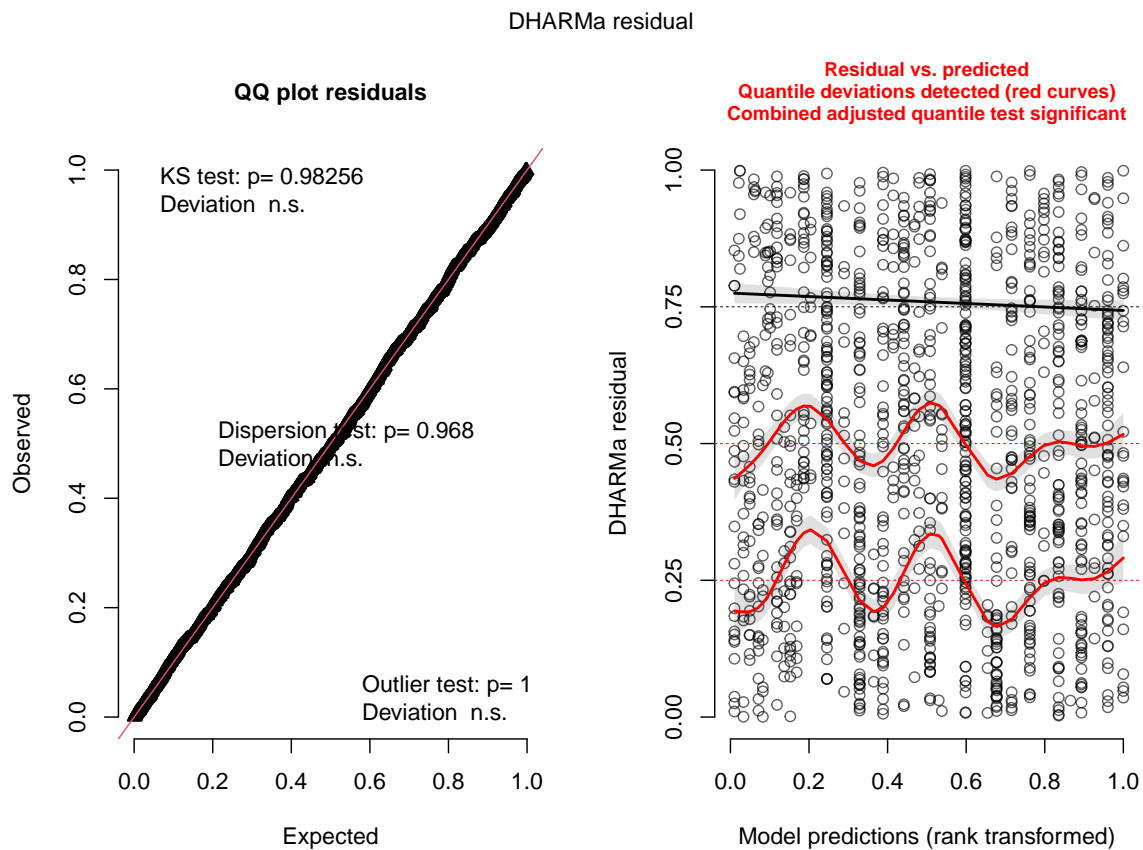 DHARMa residual
QQ plot residuals
KS test: p= 0.98256
Deviation  n.s.
Dispersion test: p= 0.968
Deviation  n.s.
Outlier test: p= 1
Deviation  n.s.
Observed
0.0
0.2
0.4
0.6
0.8
1.0
0.0 0.2 0.4 0.6 0.8 1.0
Expected
Residual vs. predicted
Quantile deviations detected (red curves)
Combined adjusted quantile test significant
DHARMa residual
0.00
0.25
0.50
0.75
1.00
0.0 0.2 0.4 0.6 0.8 1.0
Model predictions (rank transformed)